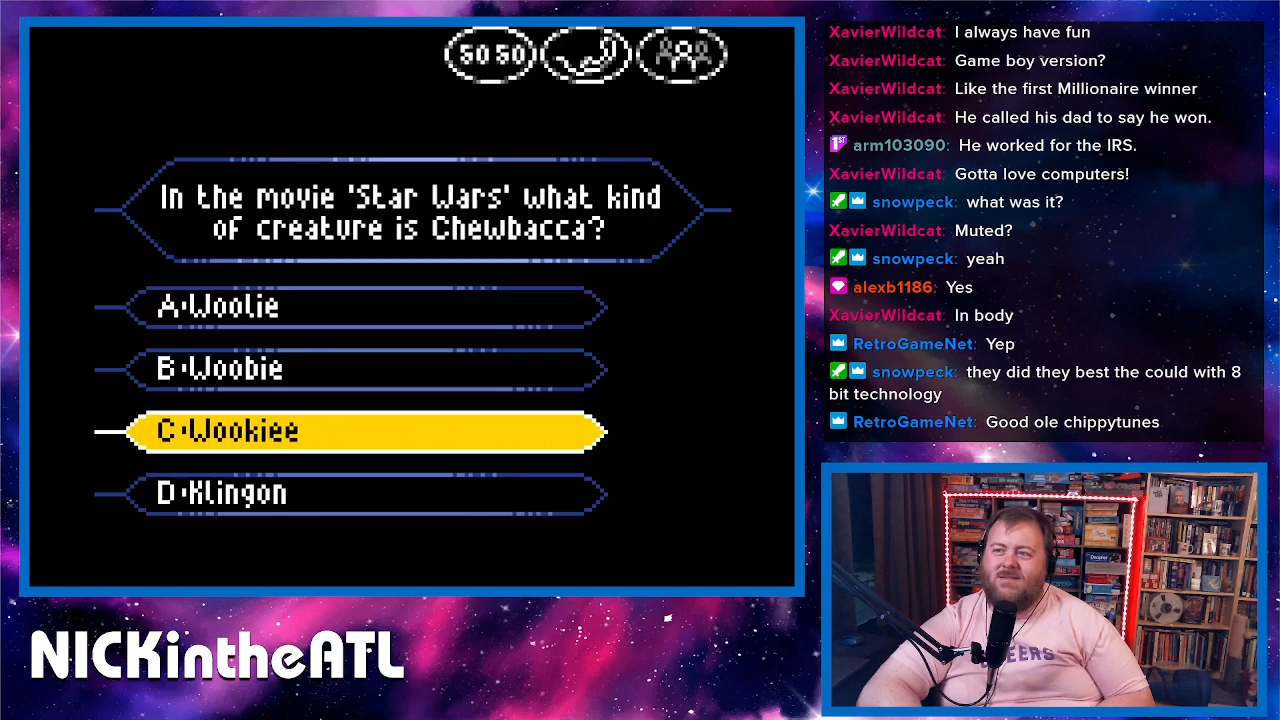 50 50
In the movie 'Star Wars' what kind
of creature is Chewbacca?
A·Woolie
B·Woobie
C·Wookiee
D·Klingon
NICKintheATL
XavierWildcat: I always have fun
XavierWildcat: Game boy version?
XavierWildcat: Like the first Millionaire winner
XavierWildcat: He called his dad to say he won.
1ST arm103090: He worked for the IRS.
XavierWildcat: Gotta love computers!
snowpeck: what was it?
XavierWildcat: Muted?
snowpeck: yeah
alexb1186: Yes
XavierWildcat: In body
RetroGameNet: Yep
snowpeck: they did they best the could with 8
bit technology
RetroGameNet: Good ole chippytunes